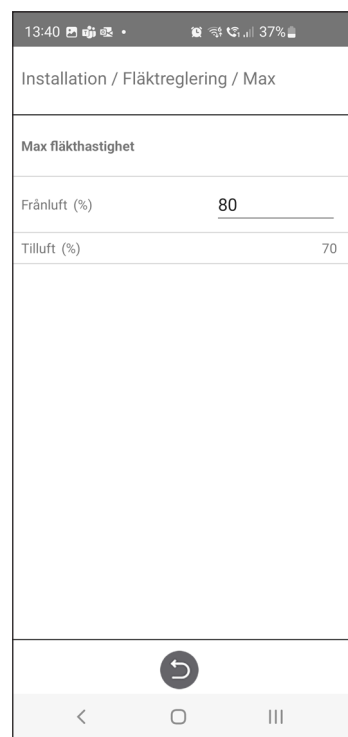 13:40 37%
Installation / Fläktreglering / Max
Max fläkthastighet
Frånluft (%) 80
Tilluft (%) 70